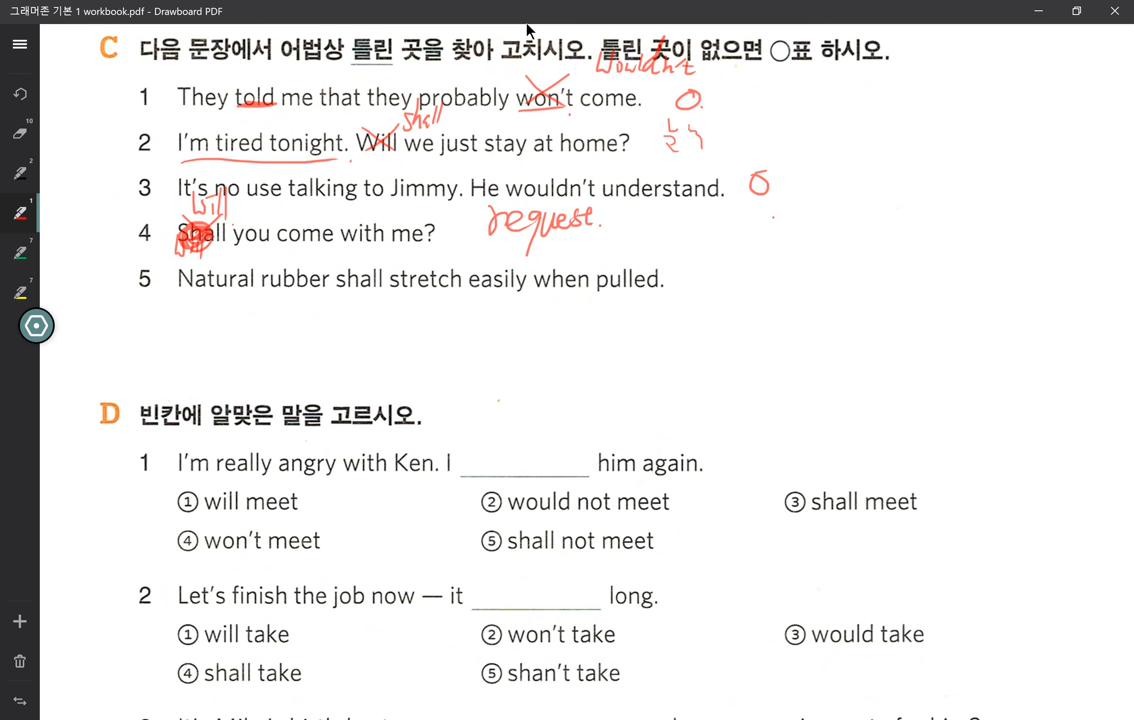 그래머존 기본 1 workbook.pdf - Drawboard PDF
C 다음 문장에서 어법상 틀린 곳을 찾아 고치시오. 틀린 곳이 없으면 ○표 하시오.
wouldn't
1 They told me that they probably won't come. O
shall
2 I'm tired tonight. Will we just stay at home?
3 It's no use talking to Jimmy. He wouldn't understand. O
will
4 Shall you come with me? request.
5 Natural rubber shall stretch easily when pulled.
D 빈칸에 알맞은 말을 고르시오.
1 I'm really angry with Ken. I __________ him again.
① will meet ② would not meet ③ shall meet
④ won't meet ⑤ shall not meet
2 Let's finish the job now — it __________ long.
① will take ② won't take ③ would take
④ shall take ⑤ shan't take
10
2
1
7
7